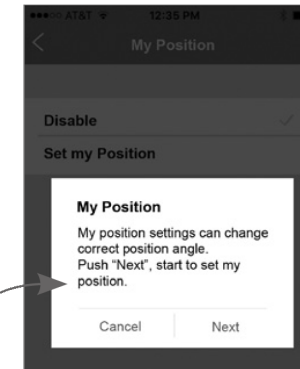 AT&T 12:35 PM
My Position
Disable
Set my Position
My Position
My position settings can change
correct position angle.
Push “Next”, start to set my
position.
Cancel Next